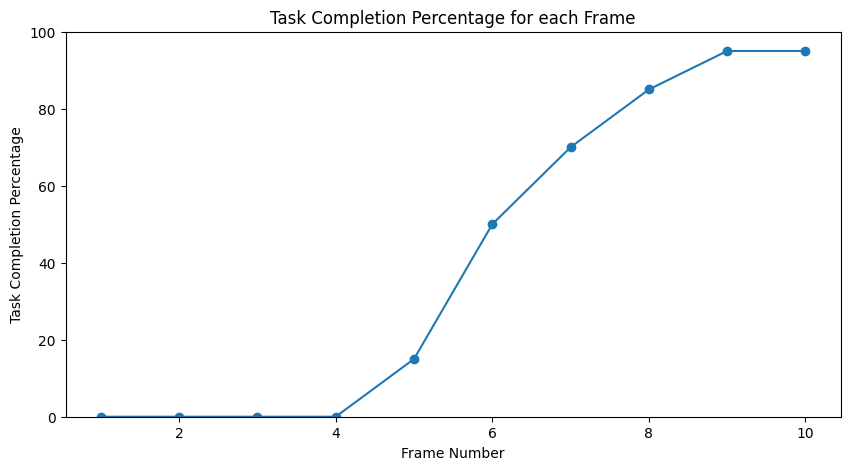 Task Completion Percentage for each Frame
100
80
60
40
20
0
Task Completion Percentage
2 4 6 8 10
Frame Number